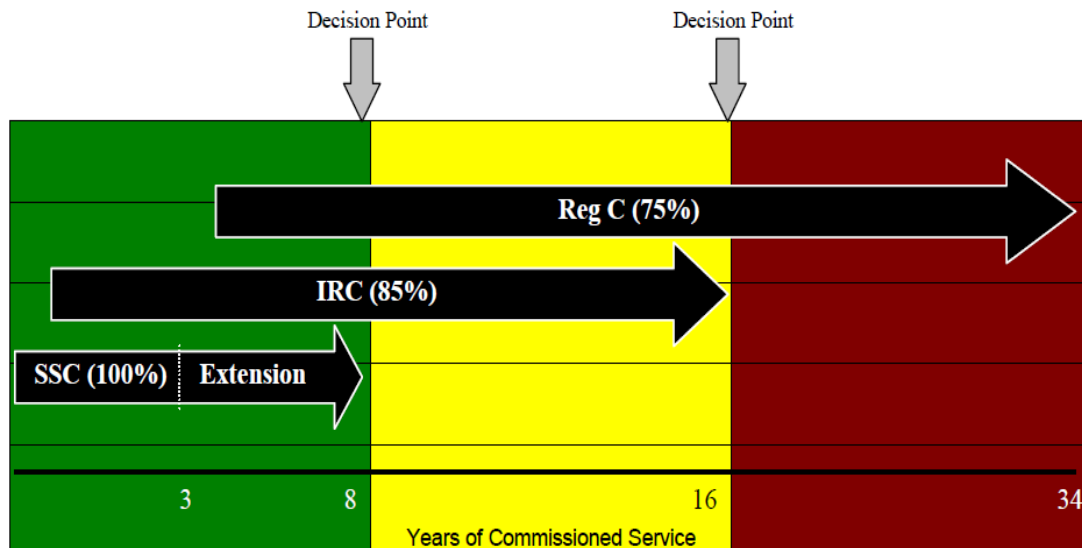 Decision Point
Decision Point
Reg C (75%)
IRC (85%)
SSC (100%)
Extension
3
8
16
34
Years of Commissioned Service